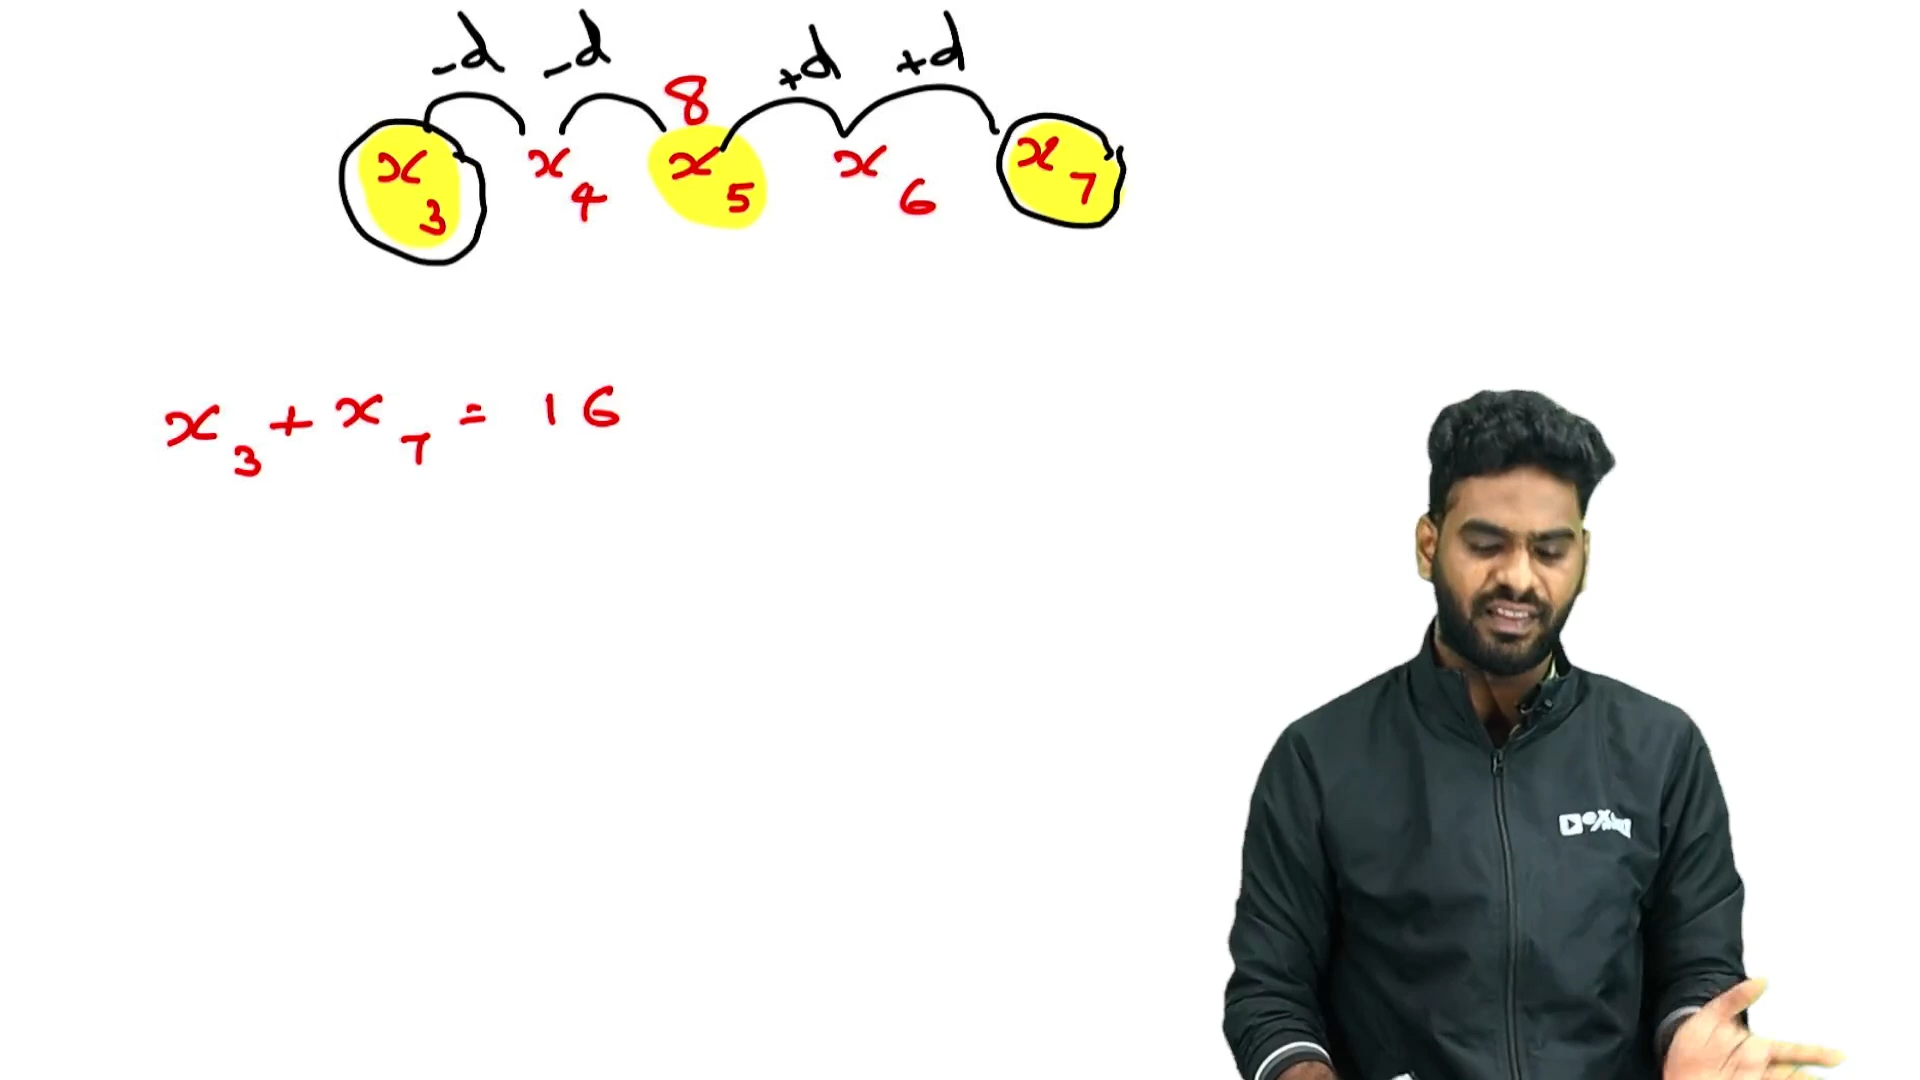 -d -d +d +d
8
x₃ x₄ x₅ x₆ x₇
x₃ + x₇ = 16